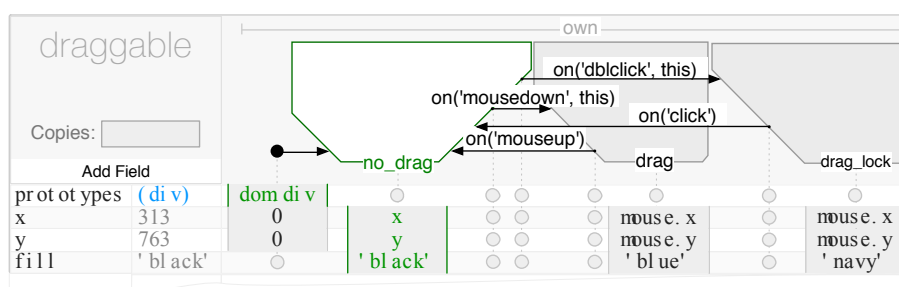 own
draggable
on('dblclick', this)
on('mousedown', this)
on('click')
Copies:
on('mouseup')
no_drag
drag
drag_lock
Add Field
prototypes (div) dom div
x 313 0 x mouse.x mouse.x
y 763 0 y mouse.y mouse.y
fill 'black' 'black' 'blue' 'navy'